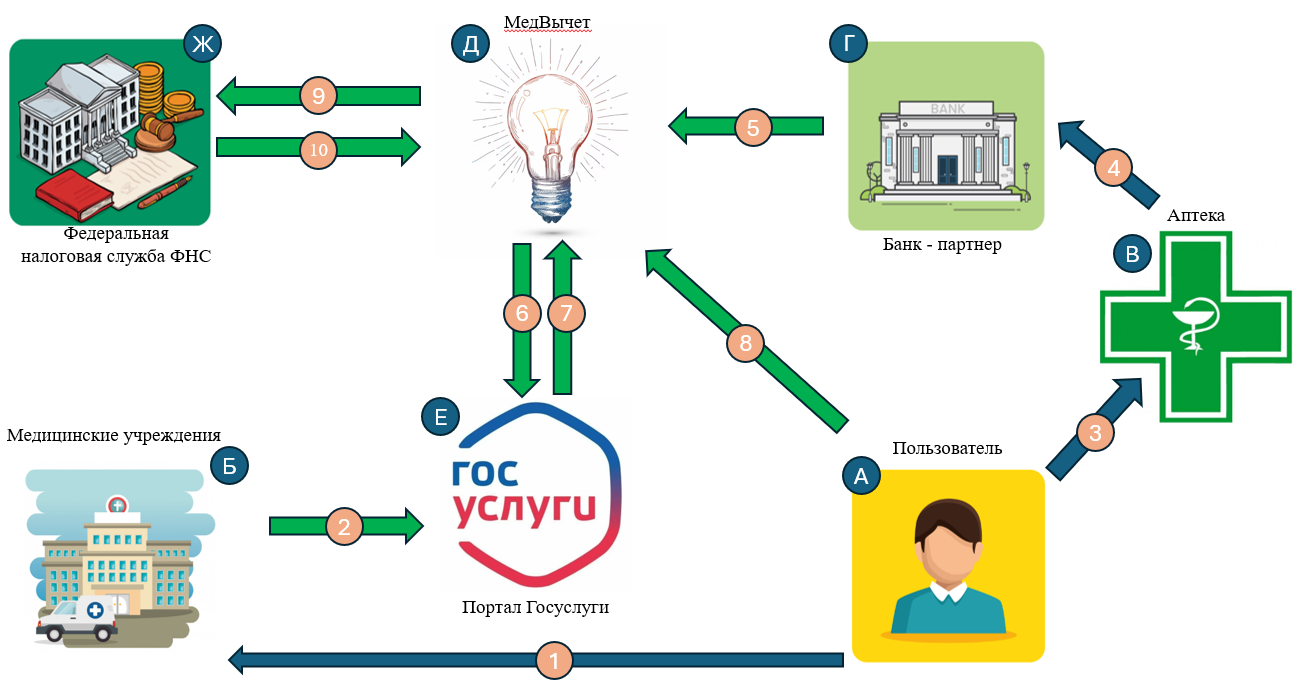 МедВычет
Ж
Д
Г
9
10
5
4
BANK
Федеральная
налоговая служба ФНС
Банк - партнер
Аптека
В
6
7
8
3
Медицинские учреждения
Б
Е
гос
услуги
Пользователь
А
2
Портал Госуслуги
1